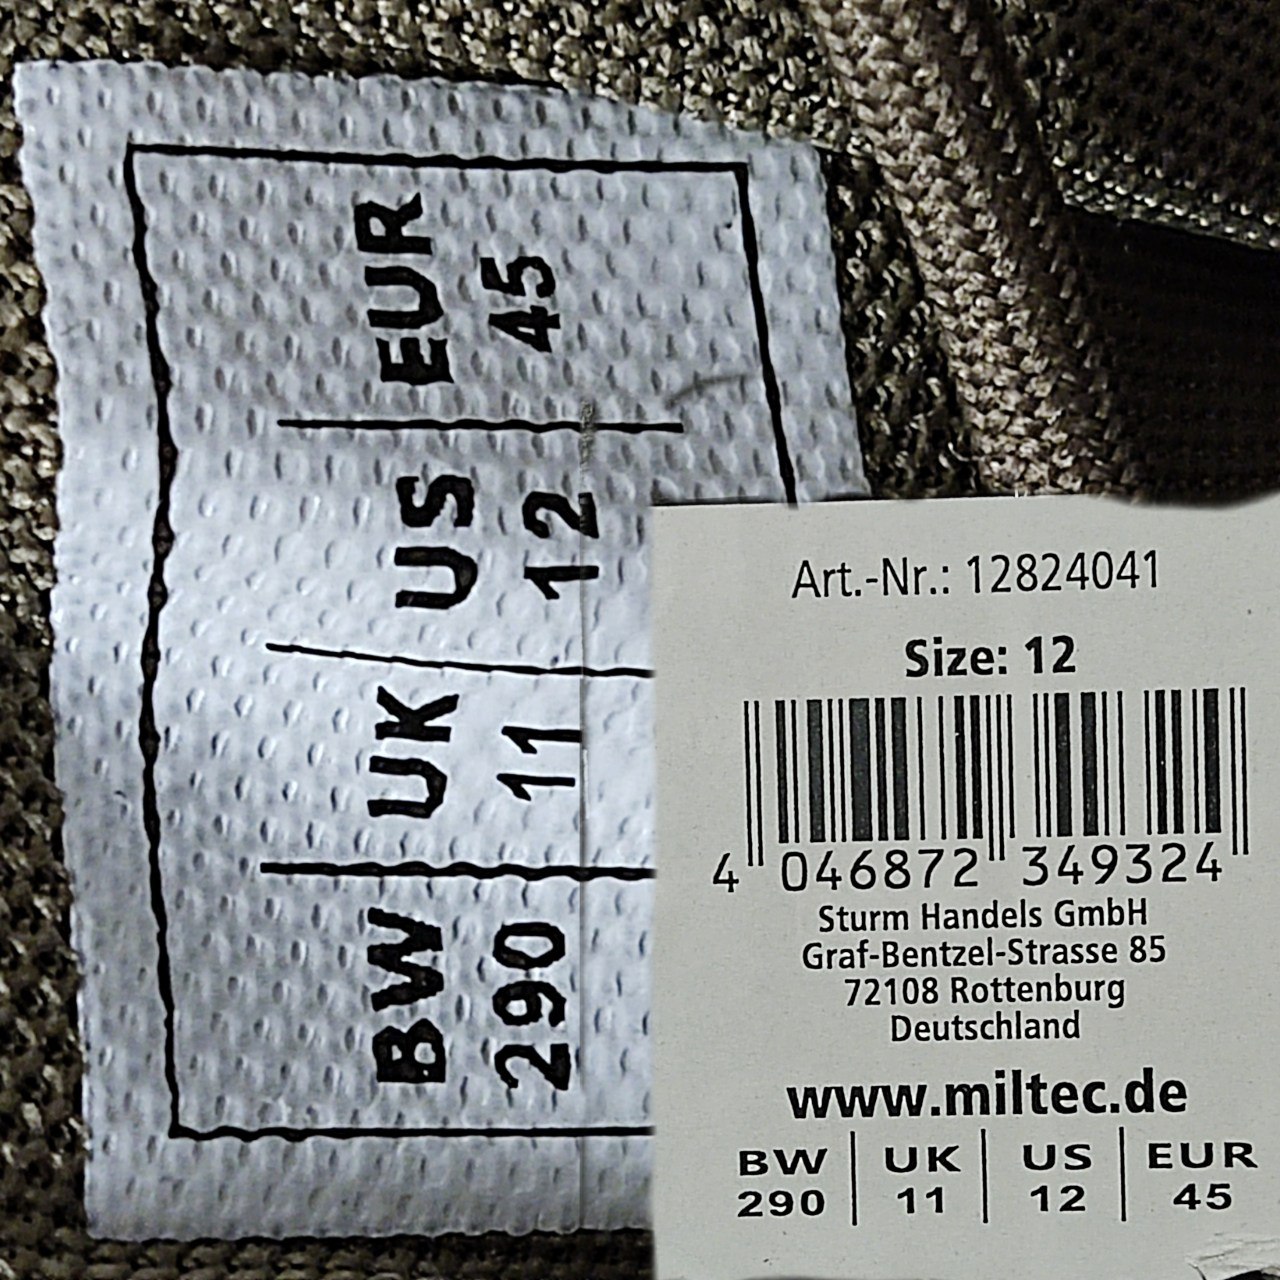 BW | UK | US | EUR
290 | 11 | 12 | 45
Art.-Nr.: 12824041
Size: 12
4 046872 349324
Sturm Handels GmbH
Graf-Bentzel-Strasse 85
72108 Rottenburg
Deutschland
www.miltec.de
BW | UK | US | EUR
290 | 11 | 12 | 45